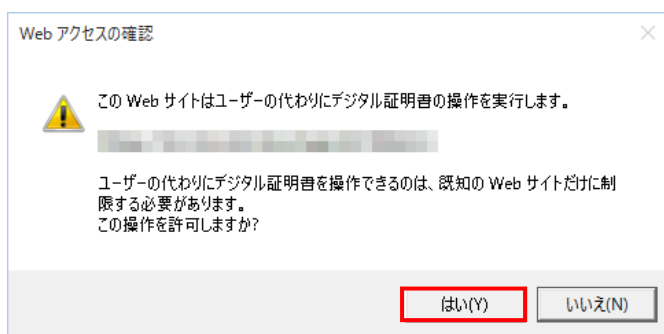 Web アクセスの確認
この Web サイトはユーザーの代わりにデジタル証明書の操作を実行します。
ユーザーの代わりにデジタル証明書を操作できるのは、既知の Web サイトだけに制
限する必要があります。
この操作を許可しますか?
はい(Y)
いいえ(N)